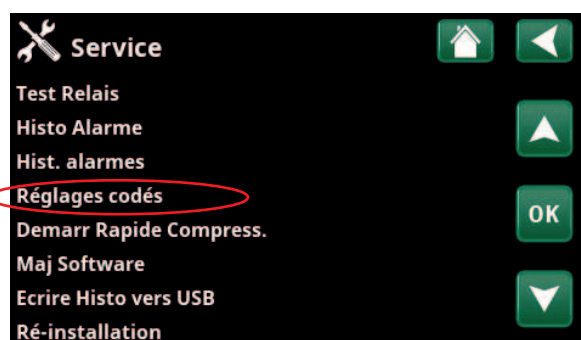 Service
Test Relais
Histo Alarme
Hist. alarmes
Réglages codés
OK
Demarr Rapide Compress.
Maj Software
Ecrire Histo vers USB
Ré-installation